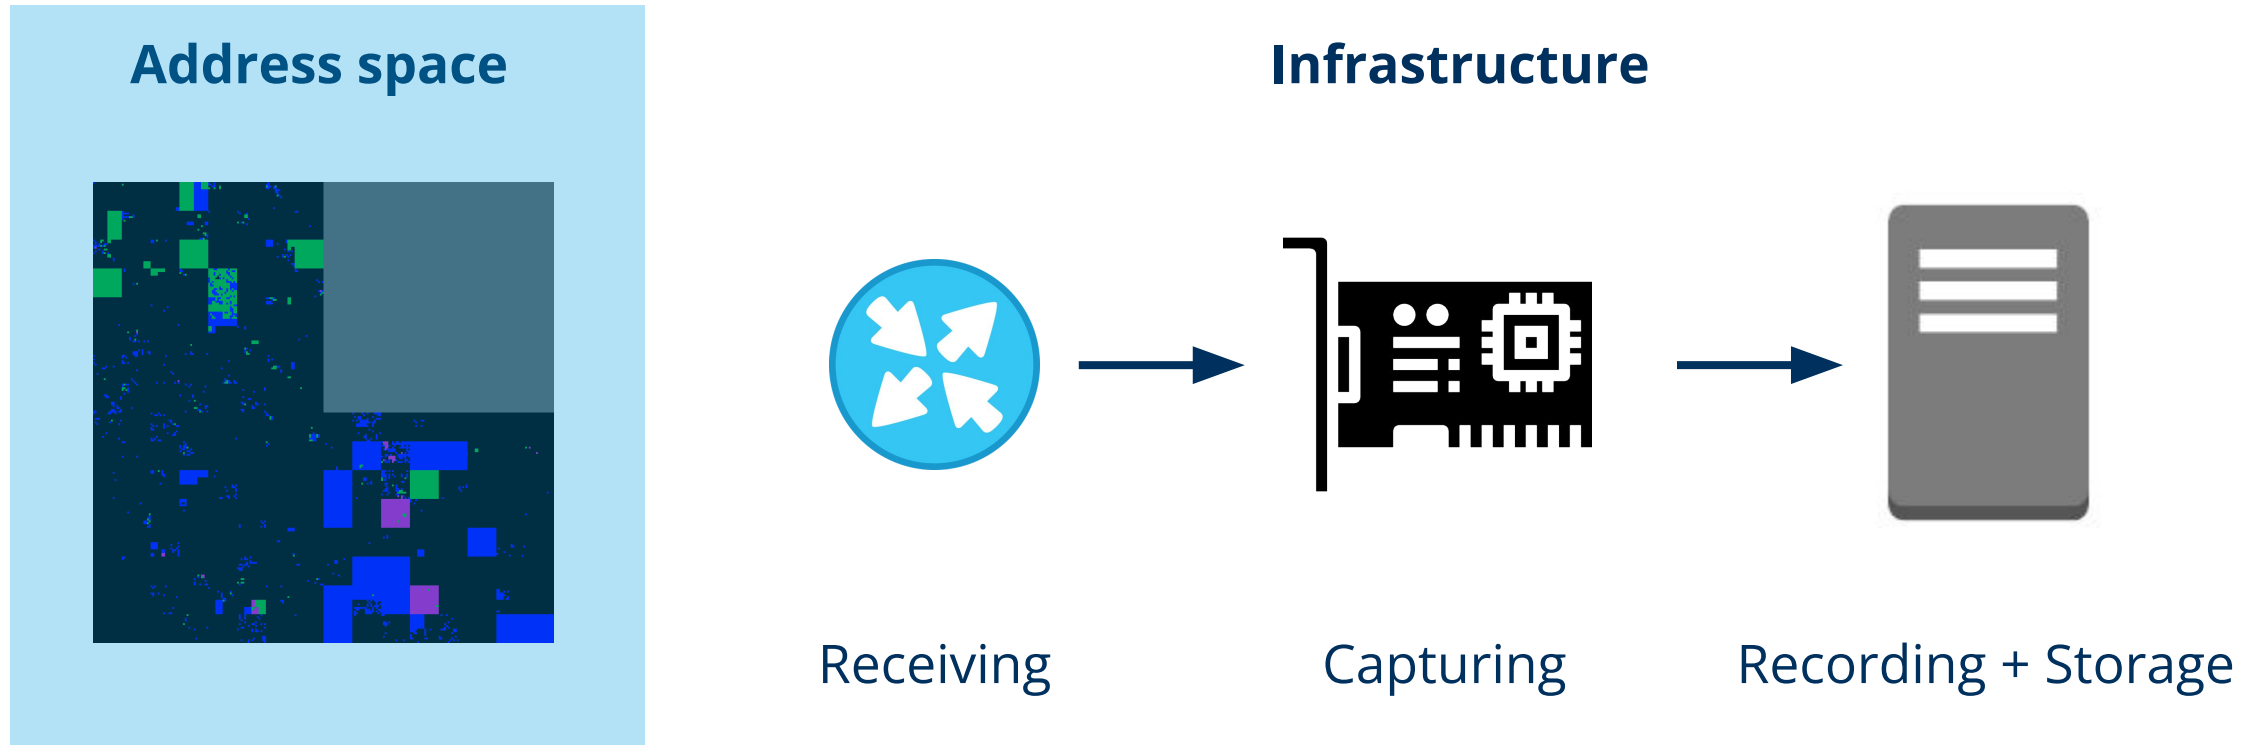 Address space
Infrastructure
Receiving
Capturing
Recording + Storage